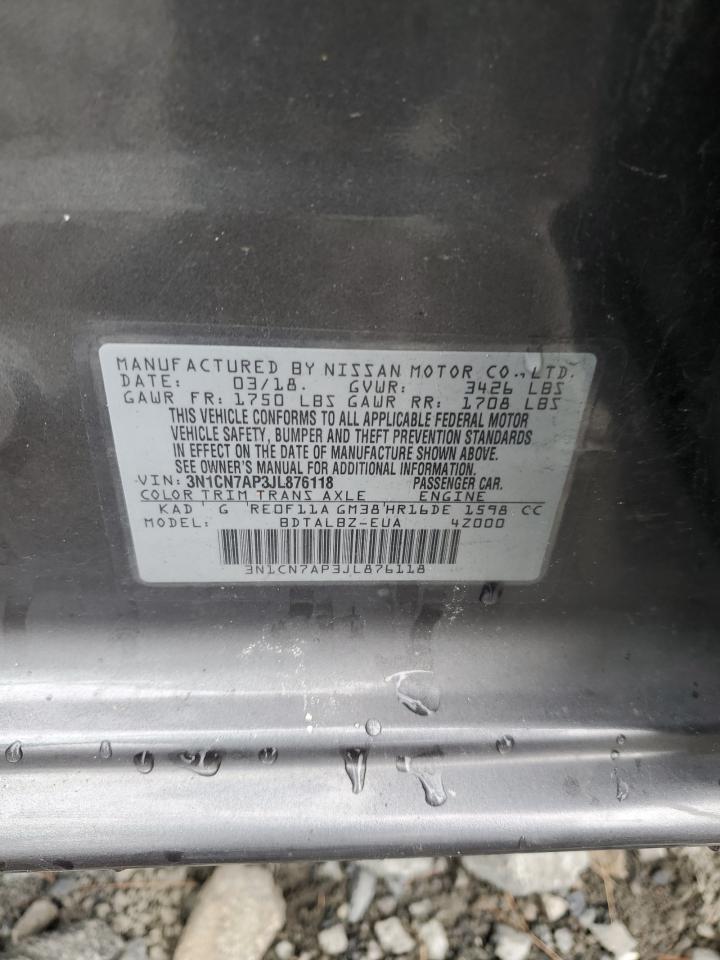 MANUFACTURED BY NISSAN MOTOR CO., LTD.
DATE: 03/18. GVWR: 3426 LBS
GAWR FR: 1750 LBS GAWR RR: 1708 LBS
THIS VEHICLE CONFORMS TO ALL APPLICABLE FEDERAL MOTOR
VEHICLE SAFETY, BUMPER AND THEFT PREVENTION STANDARDS
IN EFFECT ON THE DATE OF MANUFACTURE SHOWN ABOVE.
SEE OWNER'S MANUAL FOR ADDITIONAL INFORMATION.
VIN: 3N1CN7AP3JL876118 PASSENGER CAR.
COLOR TRIM TRANS AXLE ENGINE
KAD G RE0F11A GM38 HR16DE 1598 CC
MODEL: BDTALBZ-EUA 4Z000
3N1CN7AP3JL876118